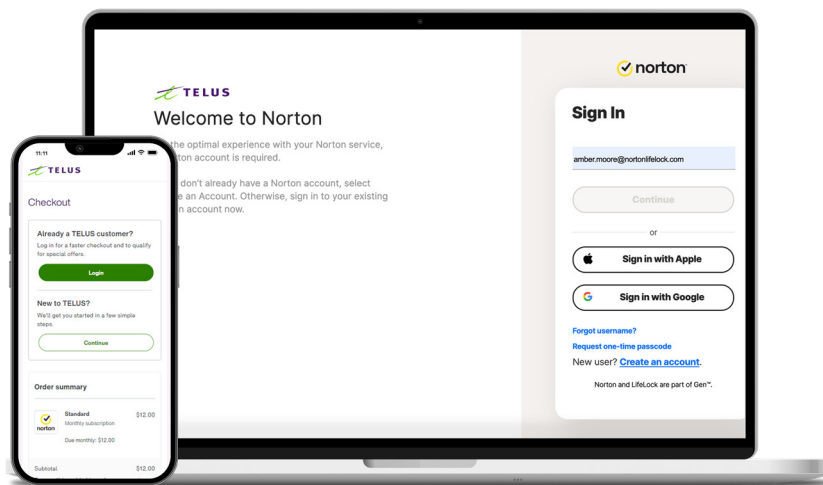 TELUS
Welcome to Norton
the optimal experience with your Norton service,
ton account is required.
don't already have a Norton account, select
e an Account. Otherwise, sign in to your existing
n account now.
norton
Sign In
amber.moore@nortonlifelock.com
Continue
or
Sign in with Apple
Sign in with Google
Forgot username?
Request one-time passcode
New user? Create an account.
Norton and LifeLock are part of Gen™.
11:11
TELUS
Checkout
Already a TELUS customer?
Log in for a faster checkout and to qualify
for special offers.
Login
New to TELUS?
We'll get you started in a few simple
steps.
Continue
Order summary
norton
Standard $12.00
Monthly subscription
Due monthly: $12.00
Subtotal $12.00